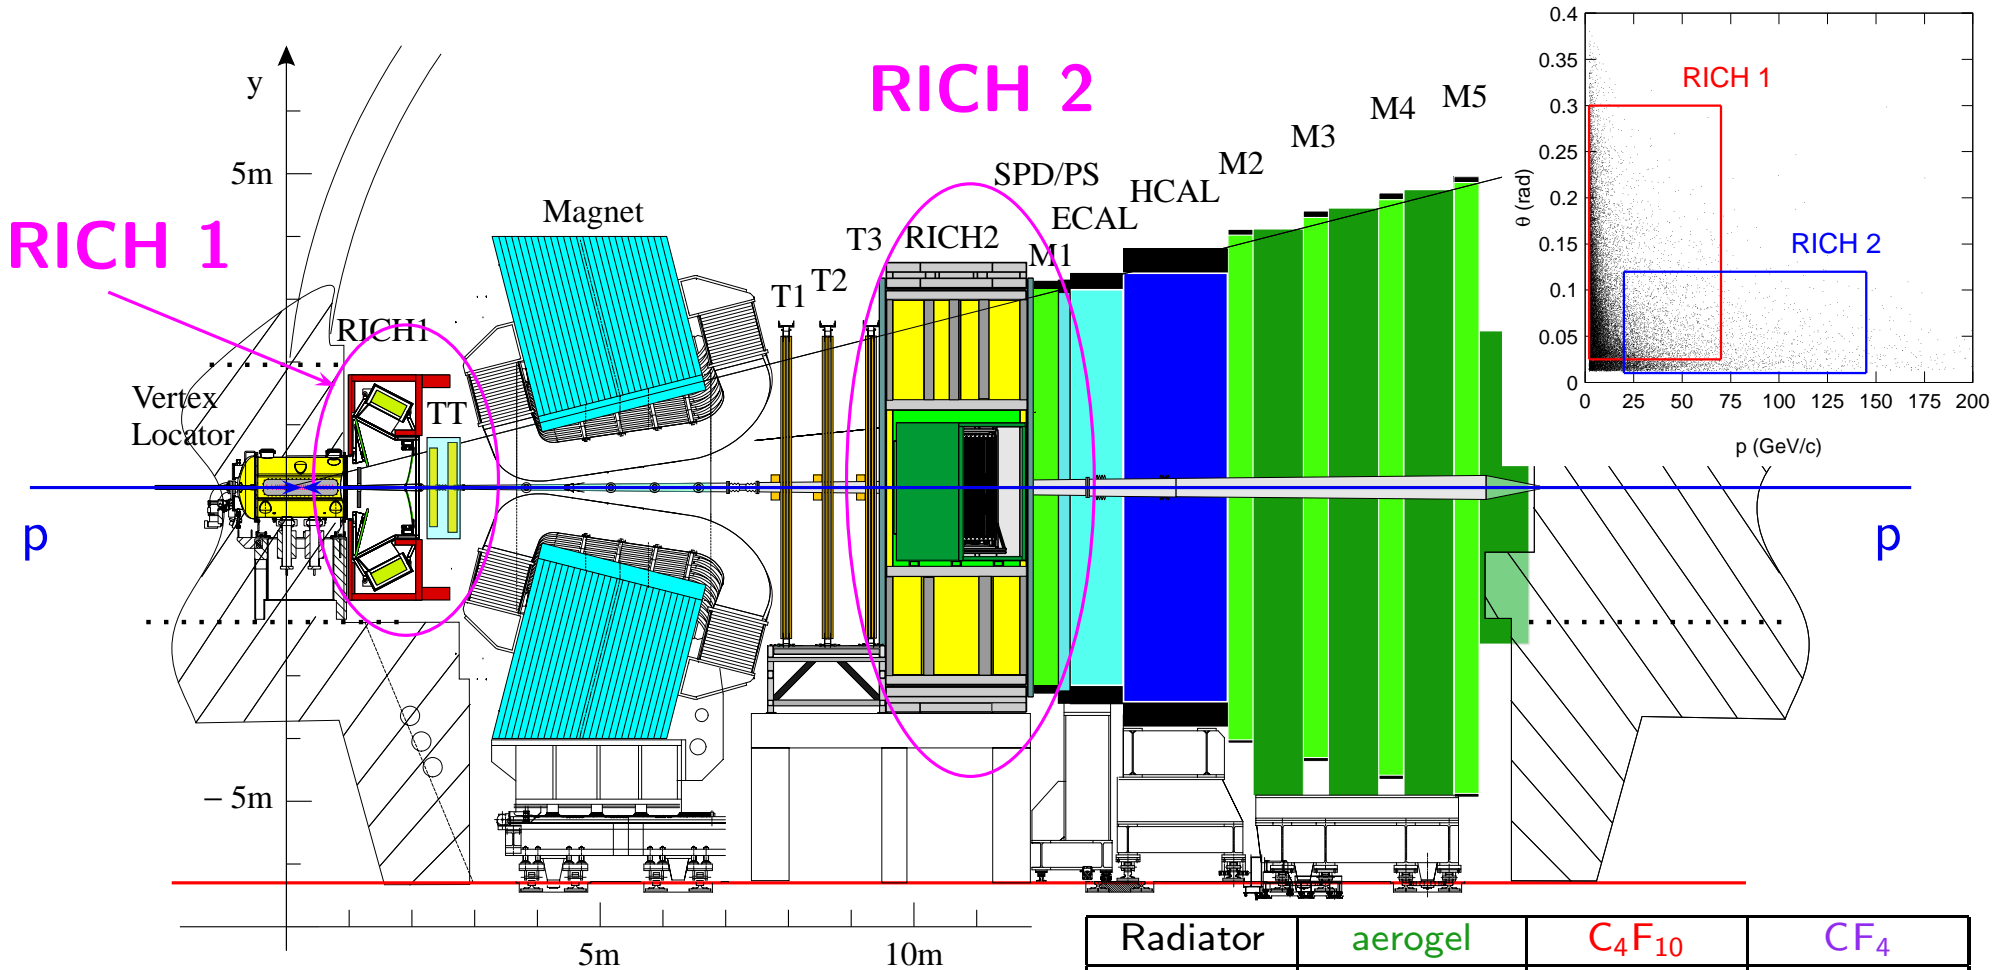 RICH 2
RICH 1
y
5m
− 5m
5m
10m
Vertex
Locator
RICH1
TT
Magnet
T1
T2
T3
RICH2
M1
SPD/PS
ECAL
HCAL
M2
M3
M4
M5
p
p
0.4
0.35
0.3
0.25
0.2
0.15
0.1
0.05
0
θ (rad)
RICH 1
RICH 2
0 25 50 75 100 125 150 175 200
p (GeV/c)
Radiator aerogel C₄F₁₀ CF₄